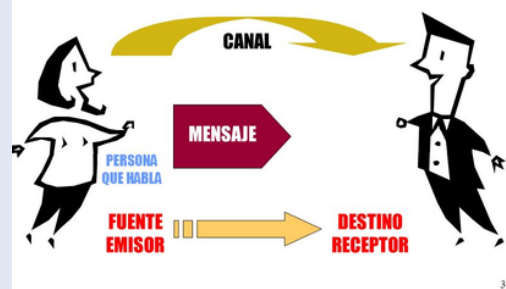 CANAL
MENSAJE
PERSONA
QUE HABLA
FUENTE
EMISOR
DESTINO
RECEPTOR
3